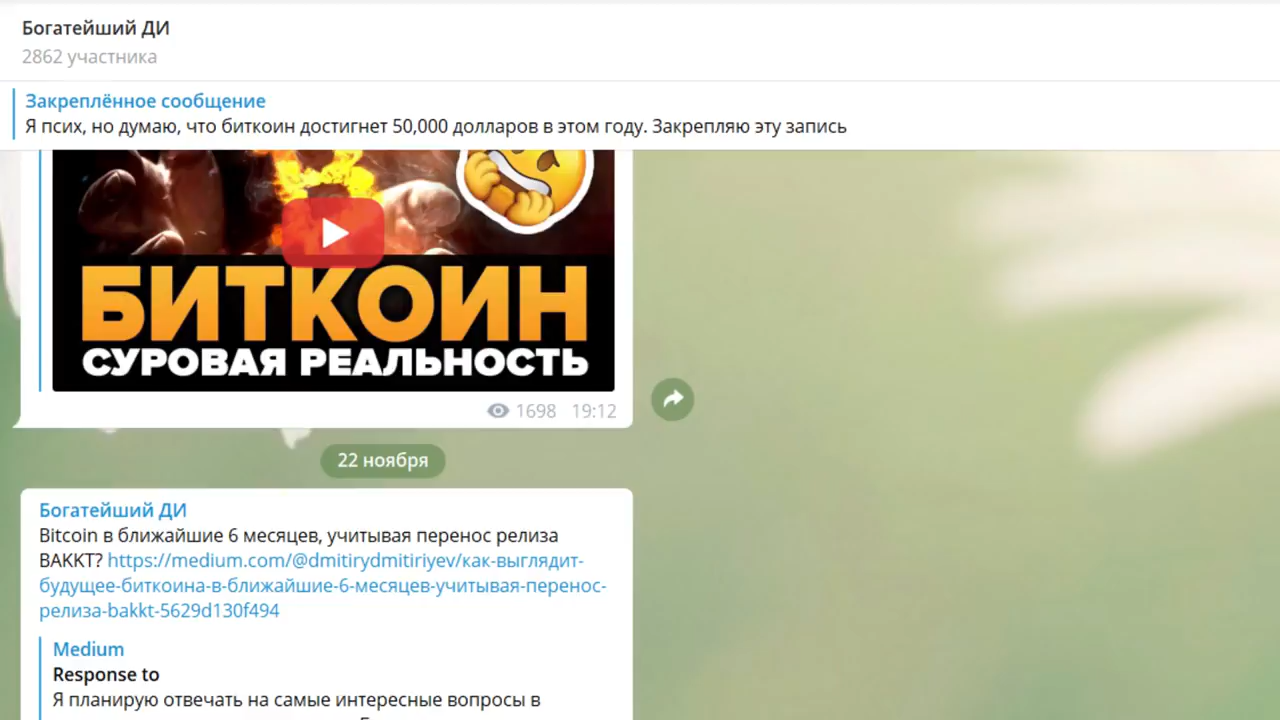 Богатейший ДИ
2862 участника
Закреплённое сообщение
Я псих, но думаю, что биткоин достигнет 50,000 долларов в этом году. Закрепляю эту запись
БИТКОИН
СУРОВАЯ РЕАЛЬНОСТЬ
1698 19:12
22 ноября
Богатейший ДИ
Bitcoin в ближайшие 6 месяцев, учитывая перенос релиза
BAKKT? https://medium.com/@dmitirydmitiriyev/как-выглядит-
будущее-биткоина-в-ближайшие-6-месяцев-учитывая-перенос-
релиза-bakkt-5629d130f494
Medium
Response to
Я планирую отвечать на самые интересные вопросы в